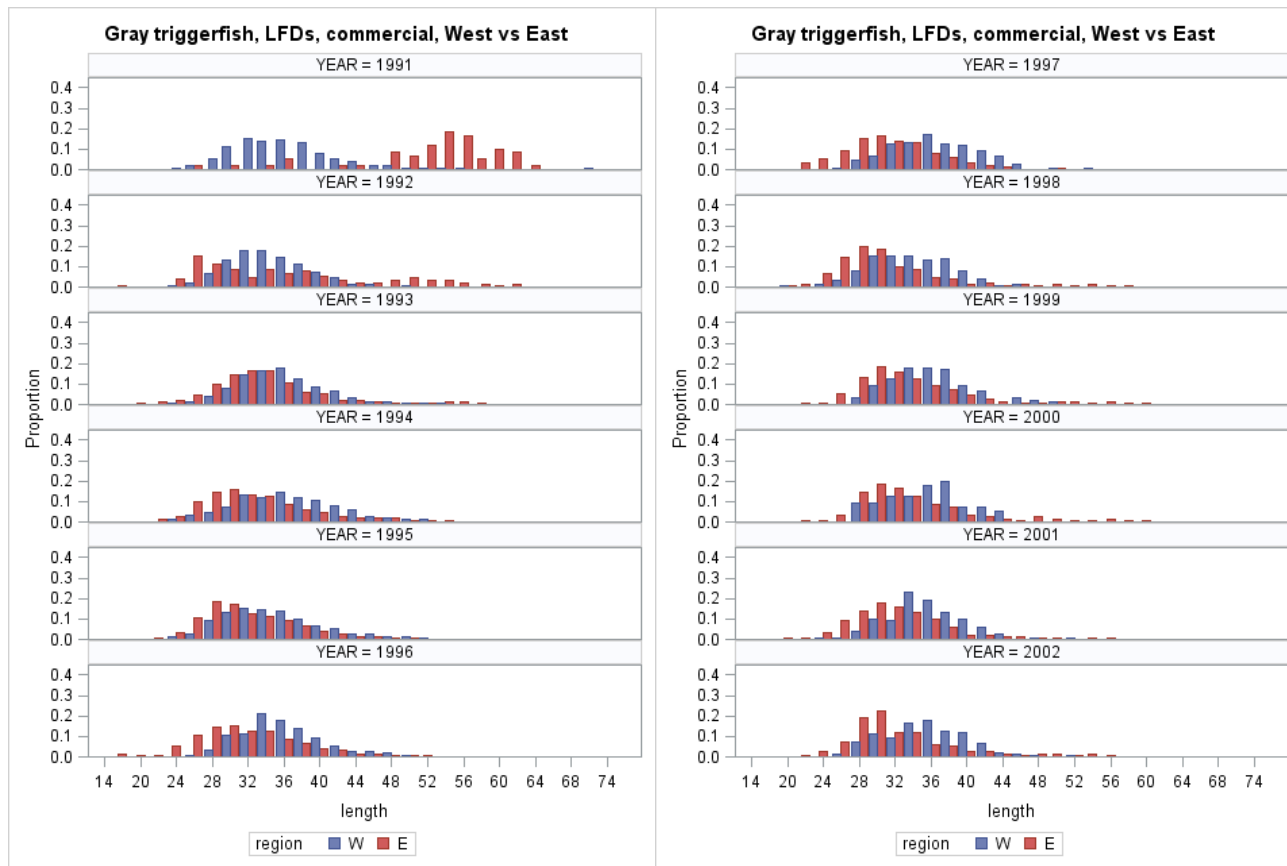 Gray triggerfish, LFDs, commercial, West vs East
YEAR = 1991
0.4
0.3
0.2
0.1
0.0
YEAR = 1992
0.4
0.3
0.2
0.1
0.0
YEAR = 1993
0.4
0.3
0.2
0.1
0.0
YEAR = 1994
0.4
0.3
0.2
0.1
0.0
YEAR = 1995
0.4
0.3
0.2
0.1
0.0
YEAR = 1996
0.4
0.3
0.2
0.1
0.0
Proportion
14 20 24 28 32 36 40 44 48 52 56 60 64 68 74
length
region W E
Gray triggerfish, LFDs, commercial, West vs East
YEAR = 1997
0.4
0.3
0.2
0.1
0.0
YEAR = 1998
0.4
0.3
0.2
0.1
0.0
YEAR = 1999
0.4
0.3
0.2
0.1
0.0
YEAR = 2000
0.4
0.3
0.2
0.1
0.0
YEAR = 2001
0.4
0.3
0.2
0.1
0.0
YEAR = 2002
0.4
0.3
0.2
0.1
0.0
Proportion
14 20 24 28 32 36 40 44 48 52 56 60 64 68 74
length
region W E